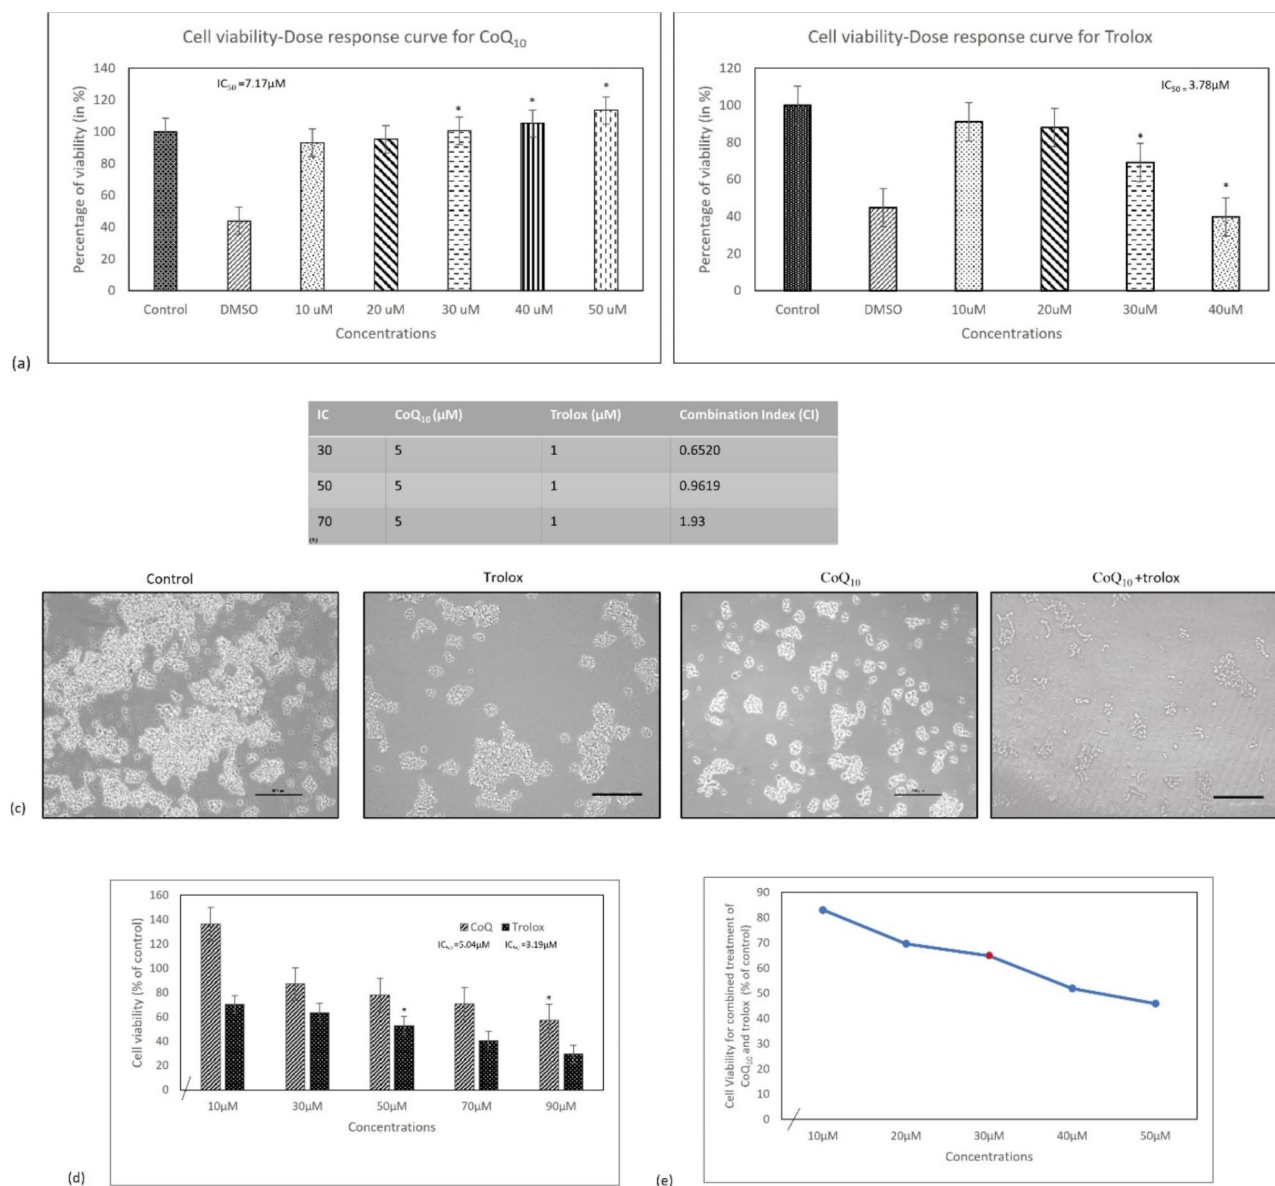 Cell viability-Dose response curve for CoQ10
140
120
100
80
60
40
20
0
Percentage of viability (in %)
IC50 =7.17µM
*
*
*
Control DMSO 10 uM 20 uM 30 uM 40 uM 50 uM
Concentrations
Cell viability-Dose response curve for Trolox
120
100
80
60
40
20
0
Percentage of viability (in %)
IC50 = 3.78µM
*
*
Control DMSO 10uM 20uM 30uM 40uM
Concentrations
(a)
IC CoQ10 (µM) Trolox (µM) Combination Index (CI)
30 5 1 0.6520
50 5 1 0.9619
70 5 1 1.93
Control Trolox CoQ10 CoQ10 +trolox
(c)
160
140
120
100
80
60
40
20
0
Cell viability (% of control)
CoQ Trolox
IC50 =5.04µM IC50 =3.19µM
*
*
10µM 30µM 50µM 70µM 90µM
Concentrations
(d)
90
80
70
60
50
40
30
20
10
0
Cell Viability for combined treatment of
CoQ10 and trolox (% of control)
10µM 20µM 30µM 40µM 50µM
Concentrations
(e)